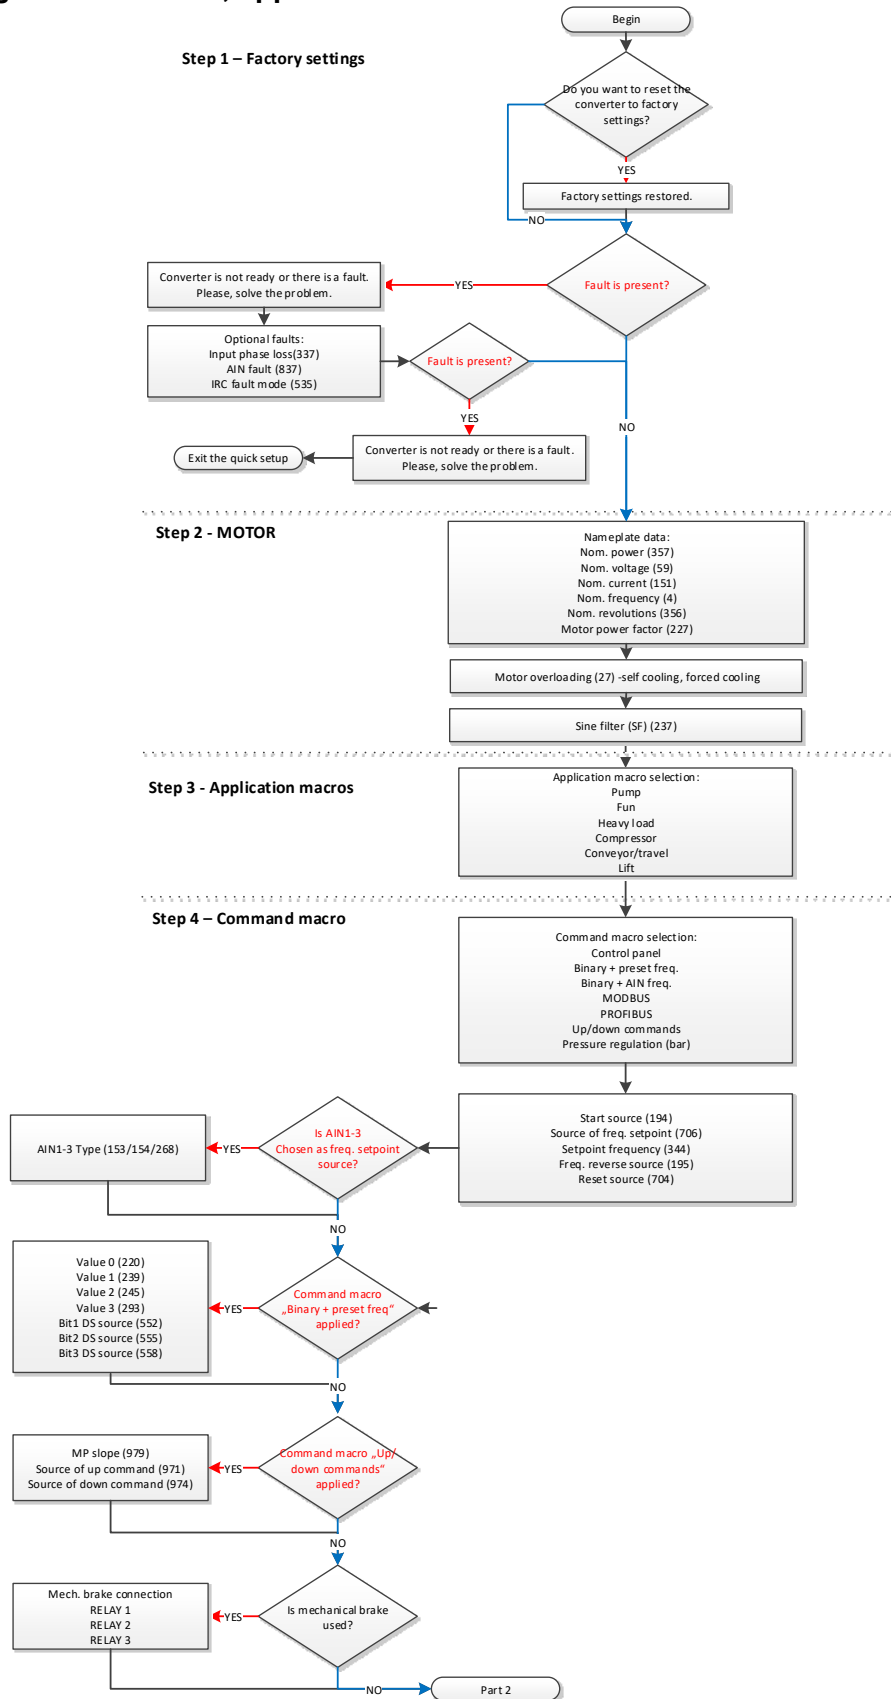 Begin
Step 1 – Factory settings
Do you want to reset the
converter to factory
settings?
YES
Factory settings restored.
NO
Converter is not ready or there is a fault.
Please, solve the problem.
YES
Fault is present?
Optional faults:
Input phase loss(337)
AIN fault (837)
IRC fault mode (535)
Fault is present?
YES
NO
Exit the quick setup
Converter is not ready or there is a fault.
Please, solve the problem.
Step 2 - MOTOR
Nameplate data:
Nom. power (357)
Nom. voltage (59)
Nom. current (151)
Nom. frequency (4)
Nom. revolutions (356)
Motor power factor (227)
Motor overloading (27) -self cooling, forced cooling
Sine filter (SF) (237)
Step 3 - Application macros
Application macro selection:
Pump
Fun
Heavy load
Compressor
Conveyor/travel
Lift
Step 4 – Command macro
Command macro selection:
Control panel
Binary + preset freq.
Binary + AIN freq.
MODBUS
PROFIBUS
Up/down commands
Pressure regulation (bar)
Start source (194)
Source of freq. setpoint (706)
Setpoint frequency (344)
Freq. reverse source (195)
Reset source (704)
Is AIN1-3
Chosen as freq. setpoint
source?
YES
AIN1-3 Type (153/154/268)
NO
Value 0 (220)
Value 1 (239)
Value 2 (245)
Value 3 (293)
Bit1 DS source (552)
Bit2 DS source (555)
Bit3 DS source (558)
YES
Command macro
„Binary + preset freq“
applied?
NO
MP slope (979)
Source of up command (971)
Source of down command (974)
YES
Command macro „Up/
down commands“
applied?
NO
Mech. brake connection
RELAY 1
RELAY 2
RELAY 3
YES
Is mechanical brake
used?
NO
Part 2